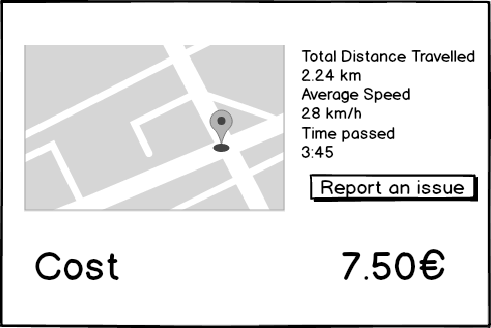 Total Distance Travelled
2.24 km
Average Speed
28 km/h
Time passed
3:45
Report an issue
Cost 7.50€